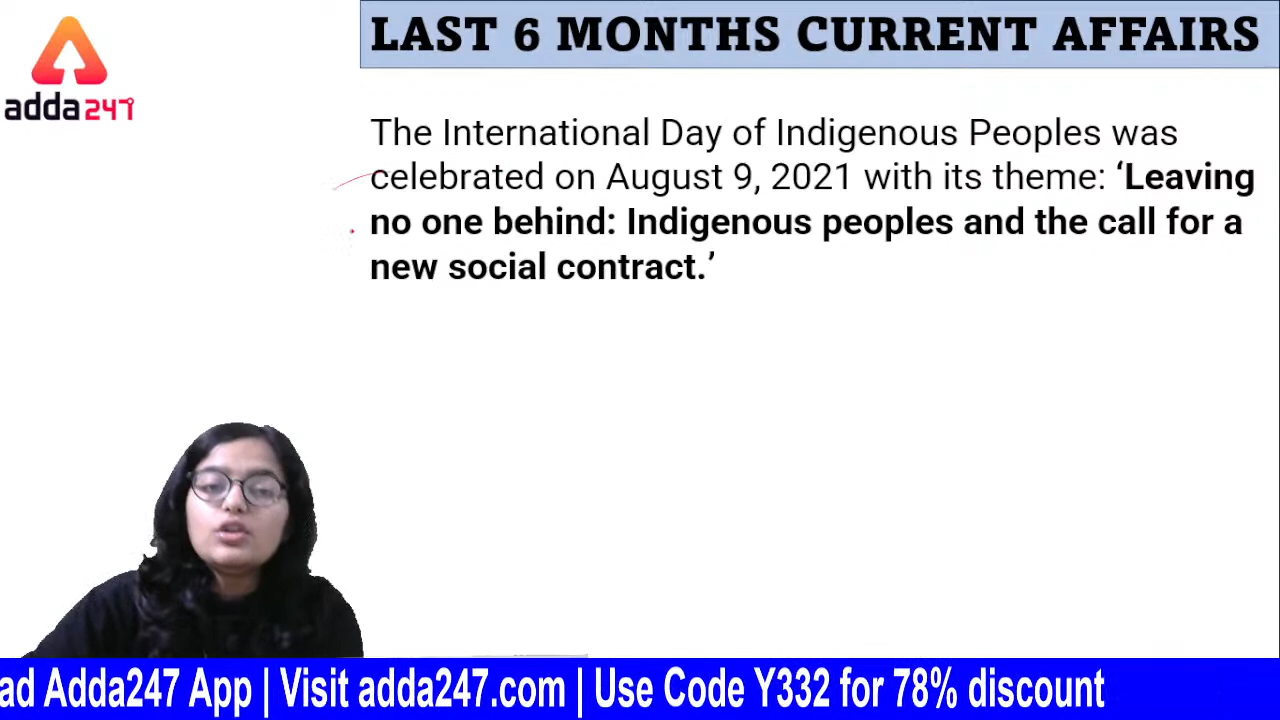 LAST 6 MONTHS CURRENT AFFAIRS
adda247
The International Day of Indigenous Peoples was
celebrated on August 9, 2021 with its theme: ‘Leaving
no one behind: Indigenous peoples and the call for a
new social contract.’
ad Adda247 App | Visit adda247.com | Use Code Y332 for 78% discount